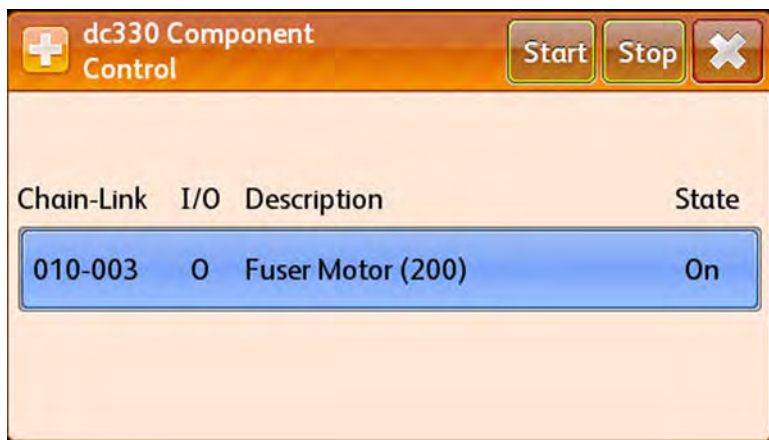 dc330 Component
Control
Start Stop
Chain-Link I/O Description State
010-003 O Fuser Motor (200) On